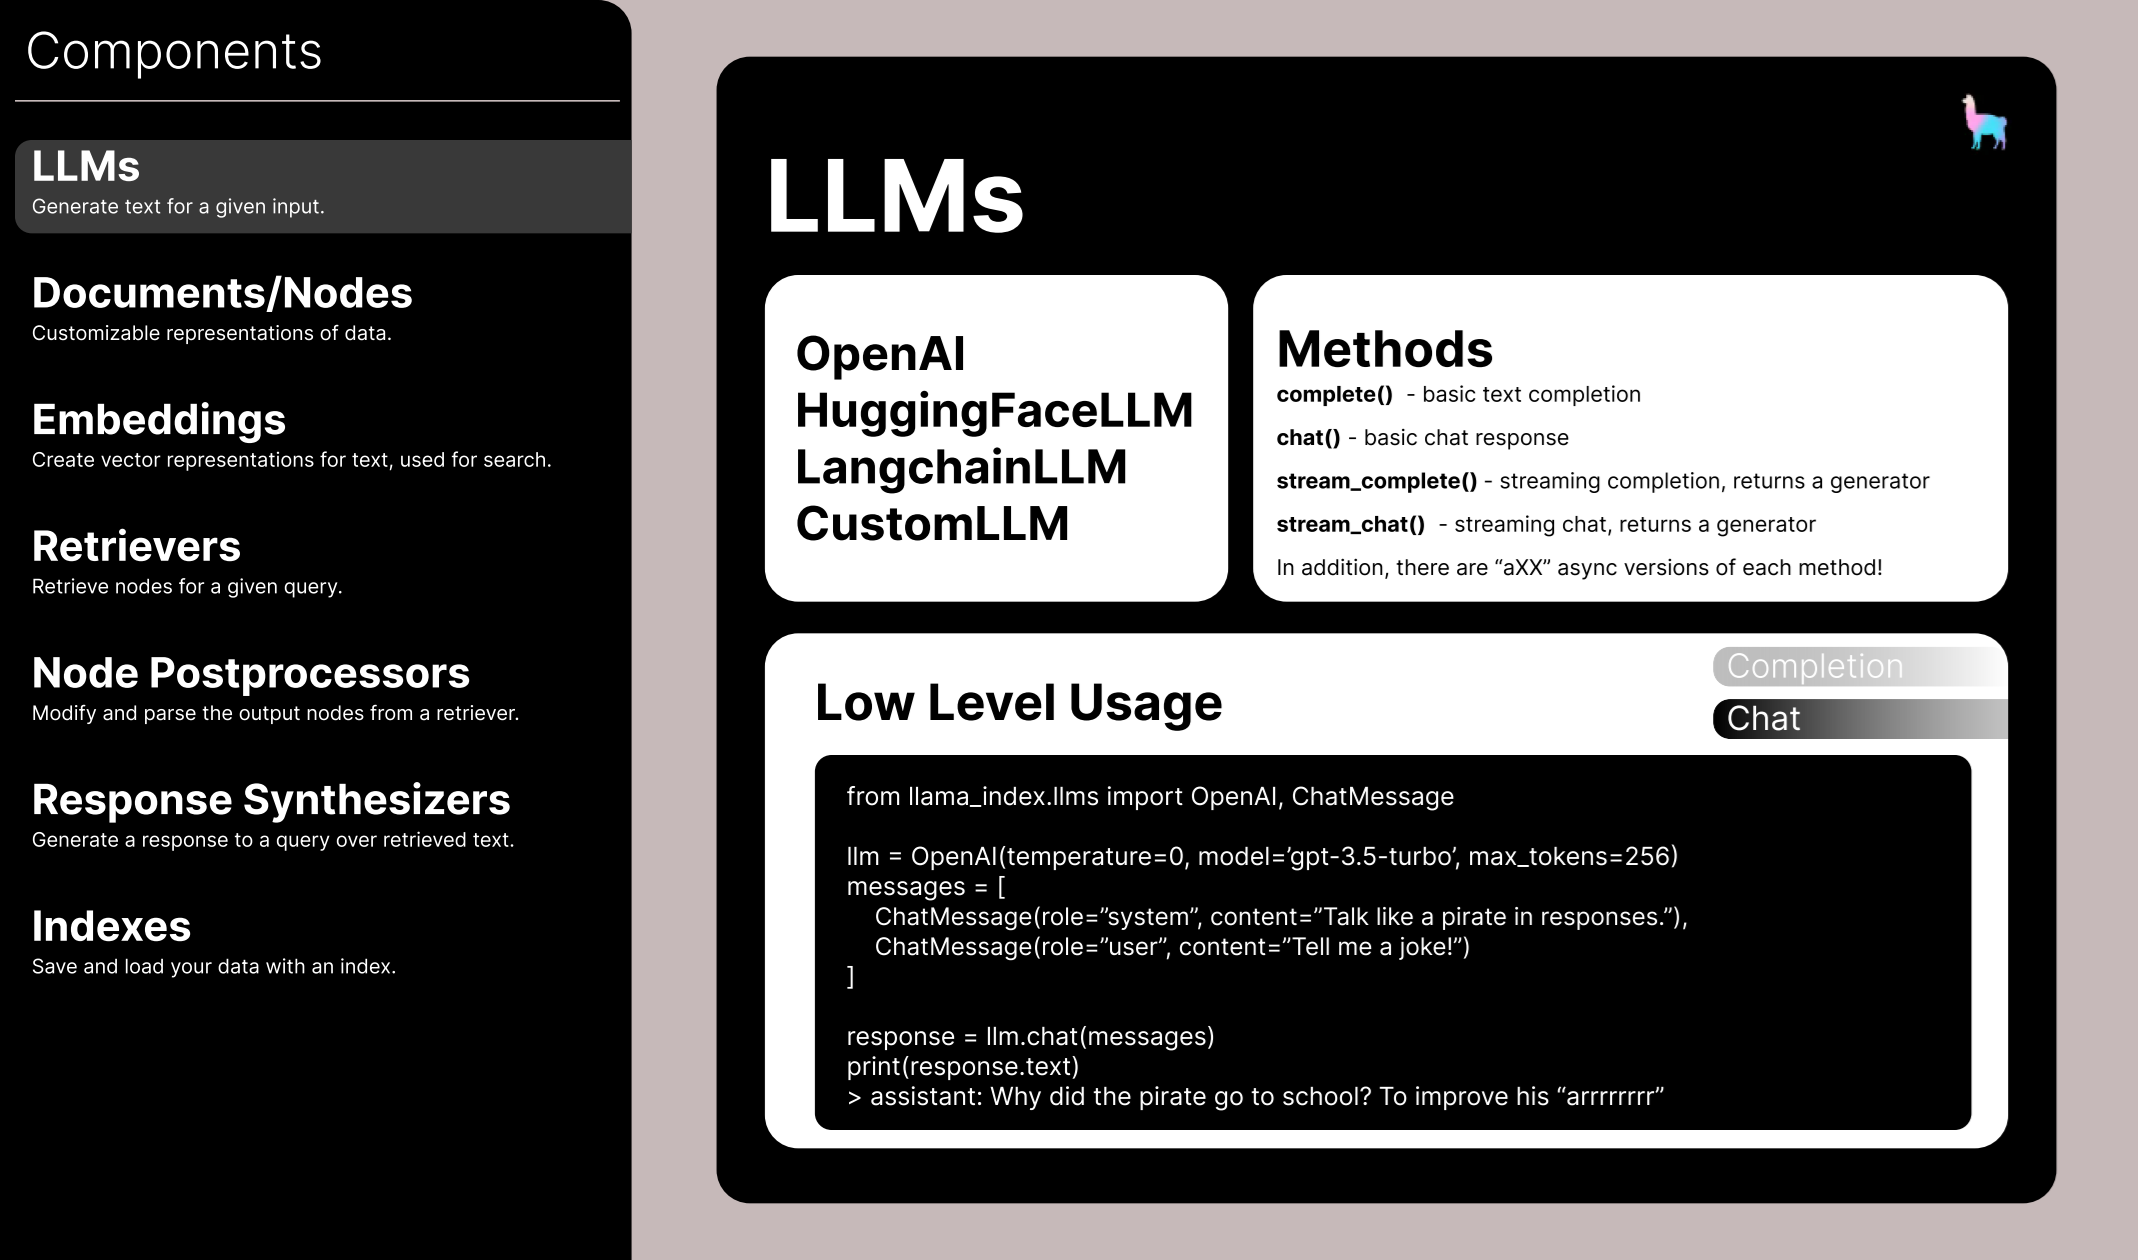 Components
LLMs
Generate text for a given input.
Documents/Nodes
Customizable representations of data.
Embeddings
Create vector representations for text, used for search.
Retrievers
Retrieve nodes for a given query.
Node Postprocessors
Modify and parse the output nodes from a retriever.
Response Synthesizers
Generate a response to a query over retrieved text.
Indexes
Save and load your data with an index.
LLMs
OpenAI
HuggingFaceLLM
LangchainLLM
CustomLLM
Methods
complete()  - basic text completion
chat() - basic chat response
stream_complete() - streaming completion, returns a generator
stream_chat()  - streaming chat, returns a generator
In addition, there are “aXX” async versions of each method!
Low Level Usage
Completion
Chat
from llama_index.llms import OpenAI, ChatMessage
llm = OpenAI(temperature=0, model=’gpt-3.5-turbo’, max_tokens=256)
messages = [
    ChatMessage(role=”system”, content=”Talk like a pirate in responses.”),
    ChatMessage(role=”user”, content=”Tell me a joke!”)
]
response = llm.chat(messages)
print(response.text)
> assistant: Why did the pirate go to school? To improve his “arrrrrrrr”